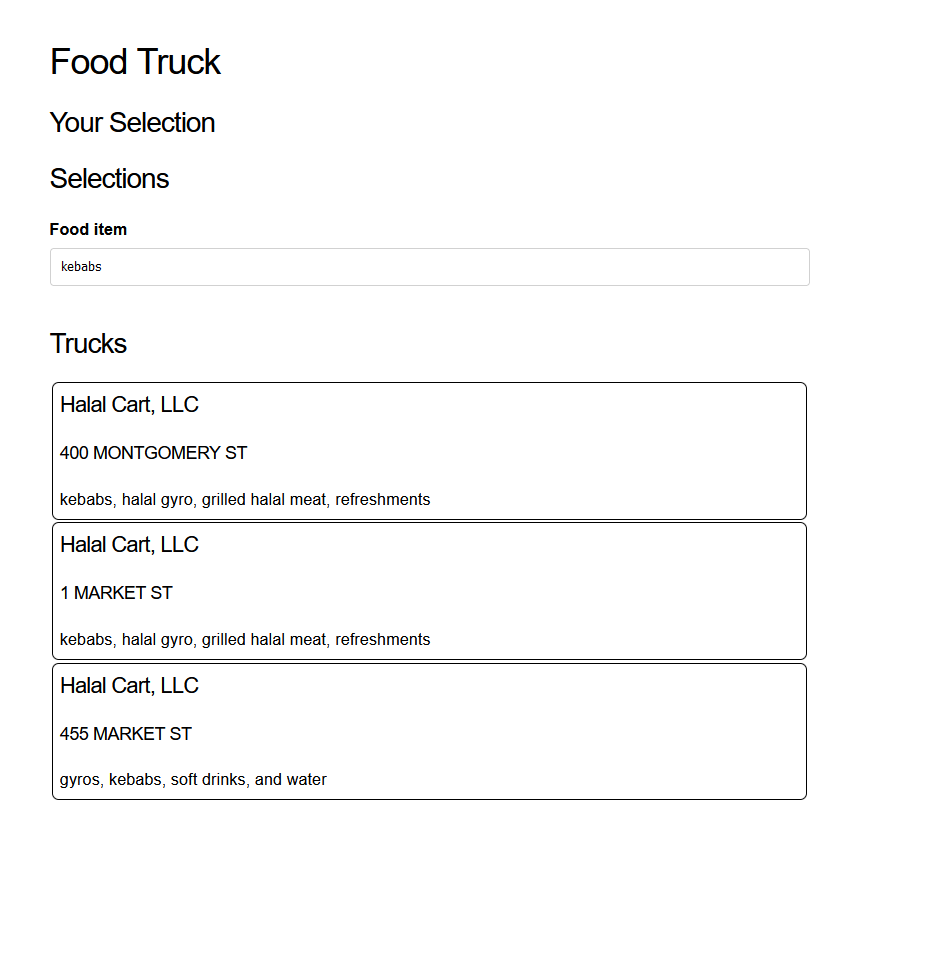 Food Truck
Your Selection
Selections
Food item
kebabs
Trucks
Halal Cart, LLC
400 MONTGOMERY ST
kebabs, halal gyro, grilled halal meat, refreshments
Halal Cart, LLC
1 MARKET ST
kebabs, halal gyro, grilled halal meat, refreshments
Halal Cart, LLC
455 MARKET ST
gyros, kebabs, soft drinks, and water